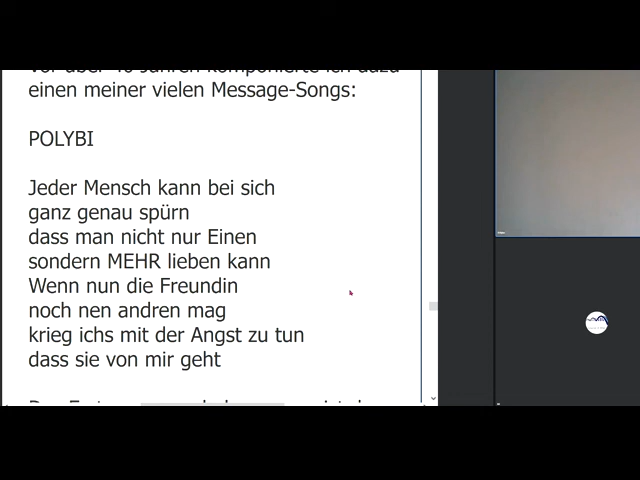 einen meiner vielen Message-Songs:
POLYBI
Jeder Mensch kann bei sich
ganz genau spürn
dass man nicht nur Einen
sondern MEHR lieben kann
Wenn nun die Freundin
noch nen andren mag
krieg ichs mit der Angst zu tun
dass sie von mir geht